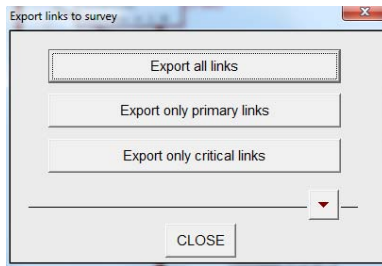 Export links to survey
Export all links
Export only primary links
Export only critical links
CLOSE